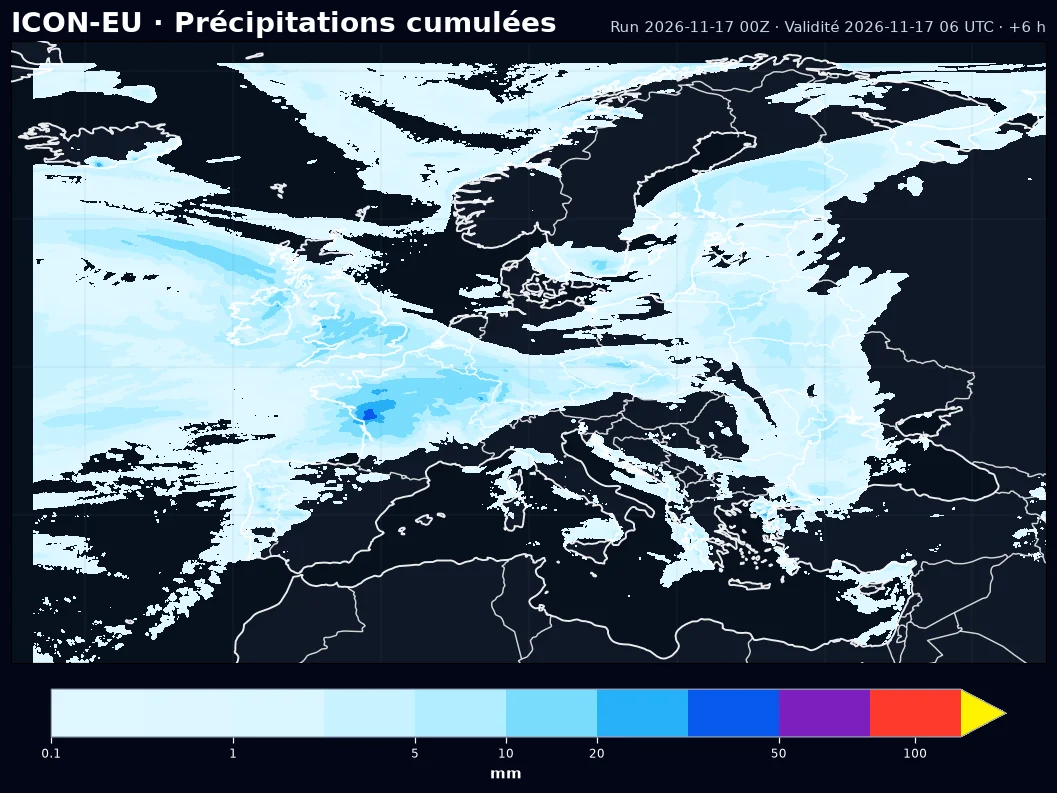 ICON-EU · Précipitations cumulées
Run 2026-11-17 00Z · Validité 2026-11-17 06 UTC · +6 h
0.1 1 5 10 20 50 100
mm